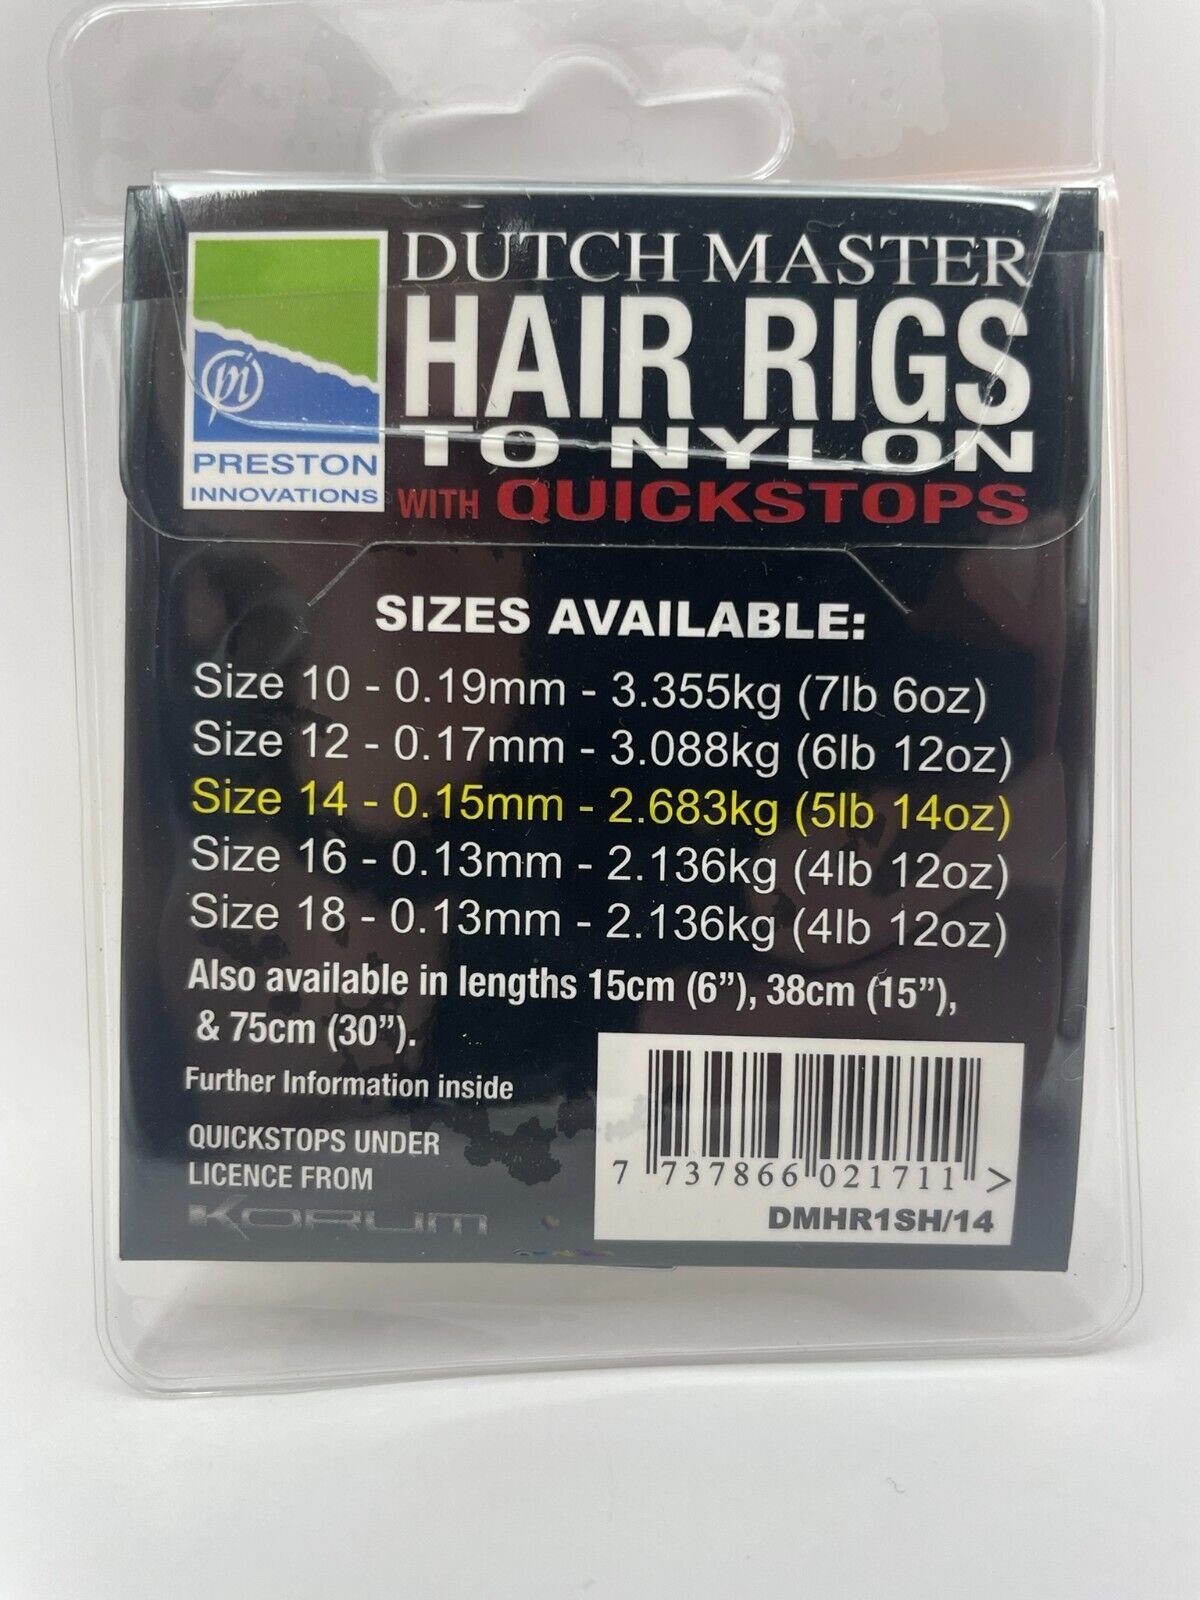 pi
PRESTON
INNOVATIONS
DUTCH MASTER
HAIR RIGS
TO NYLON
WITH QUICKSTOPS
SIZES AVAILABLE:
Size 10 - 0.19mm - 3.355kg (7lb 6oz)
Size 12 - 0.17mm - 3.088kg (6lb 12oz)
Size 14 - 0.15mm - 2.683kg (5lb 14oz)
Size 16 - 0.13mm - 2.136kg (4lb 12oz)
Size 18 - 0.13mm - 2.136kg (4lb 12oz)
Also available in lengths 15cm (6”), 38cm (15”),
& 75cm (30”).
Further Information inside
QUICKSTOPS UNDER
LICENCE FROM
KORUM
7 737866 021711 >
DMHR1SH/14